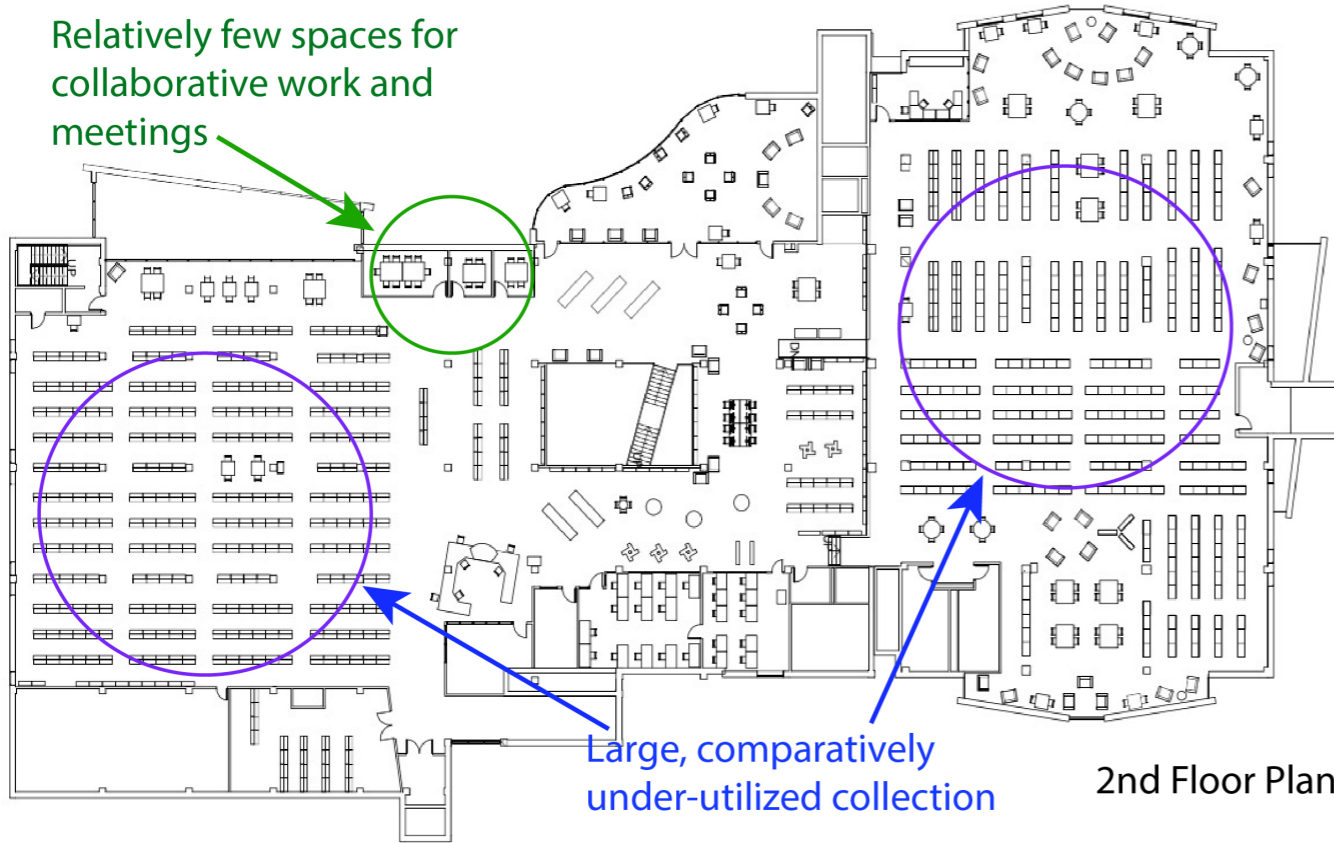 Relatively few spaces for
collaborative work and
meetings
Large, comparatively
under-utilized collection
2nd Floor Plan